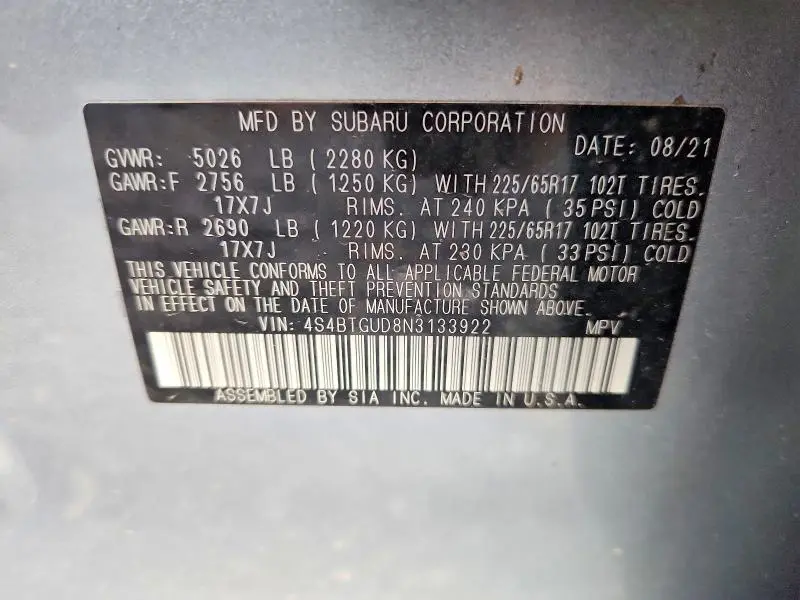 MFD BY SUBARU CORPORATION DATE: 08/21
GVWR: 5026 LB ( 2280 KG)
GAWR:F 2756 LB ( 1250 KG) WITH 225/65R17 102T TIRES.
17X7J RIMS. AT 240 KPA ( 35 PSI) COLD
GAWR:R 2690 LB ( 1220 KG) WITH 225/65R17 102T TIRES.
17X7J RIMS. AT 230 KPA ( 33 PSI) COLD
THIS VEHICLE CONFORMS TO ALL APPLICABLE FEDERAL MOTOR
VEHICLE SAFETY AND THEFT PREVENTION STANDARDS
IN EFFECT ON THE DATE OF MANUFACTURE SHOWN ABOVE.
VIN: 4S4BTGUD8N3133922 MPV
ASSEMBLED BY SIA INC. MADE IN U.S.A.